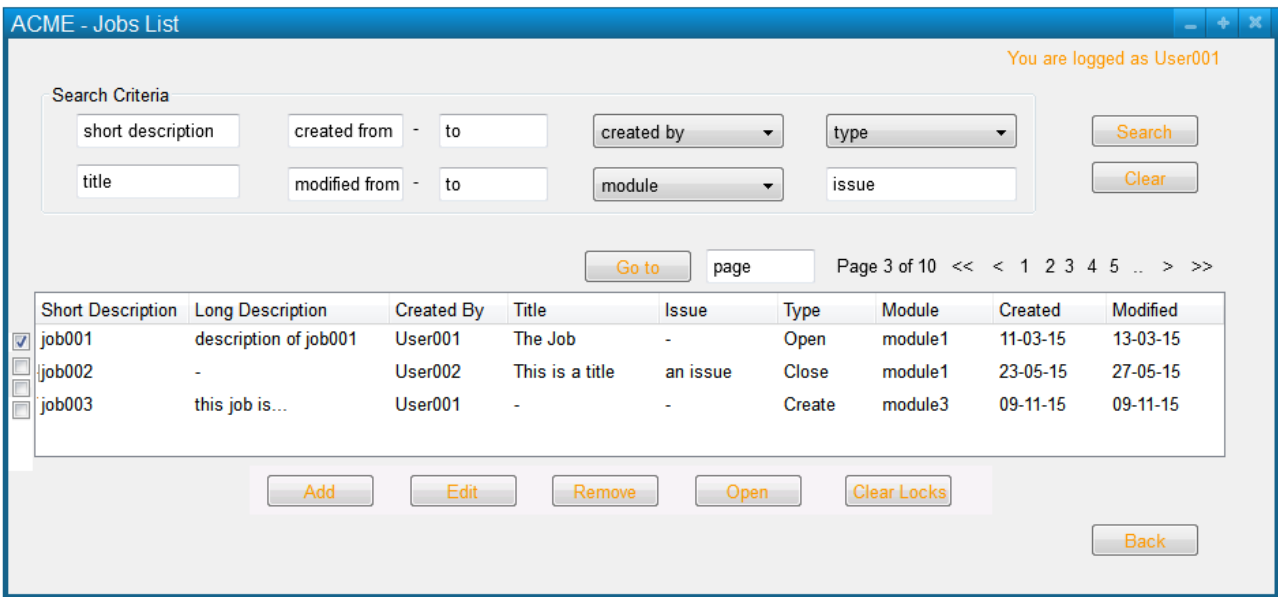 ACME - Jobs List
You are logged as User001
Search Criteria
short description created from - to created by type Search
title modified from - to module issue Clear
Go to page Page 3 of 10 << < 1 2 3 4 5 .. > >>
Short Description Long Description Created By Title Issue Type Module Created Modified
job001 description of job001 User001 The Job - Open module1 11-03-15 13-03-15
job002 - User002 This is a title an issue Close module1 23-05-15 27-05-15
job003 this job is... User001 - - Create module3 09-11-15 09-11-15
Add Edit Remove Open Clear Locks
Back